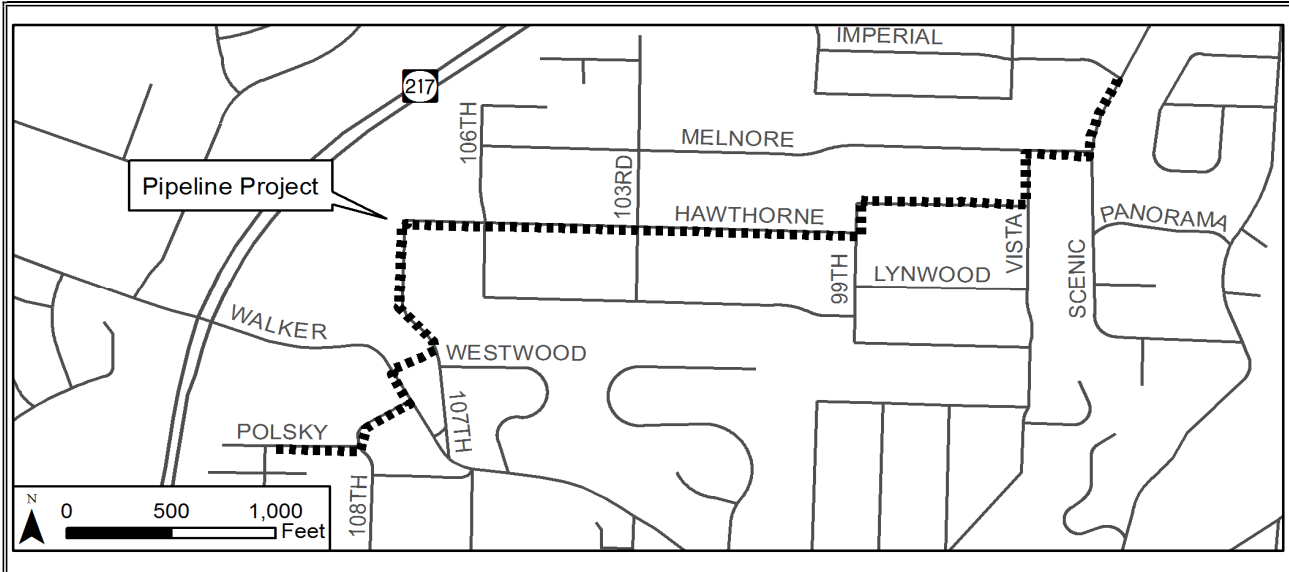 IMPERIAL
217
106TH
MELNORE
103RD
Pipeline Project
HAWTHORNE
PANORAMA
VISTA
99TH
LYNWOOD
SCENIC
WALKER
WESTWOOD
107TH
POLSKY
108TH
N
0 500 1,000
Feet